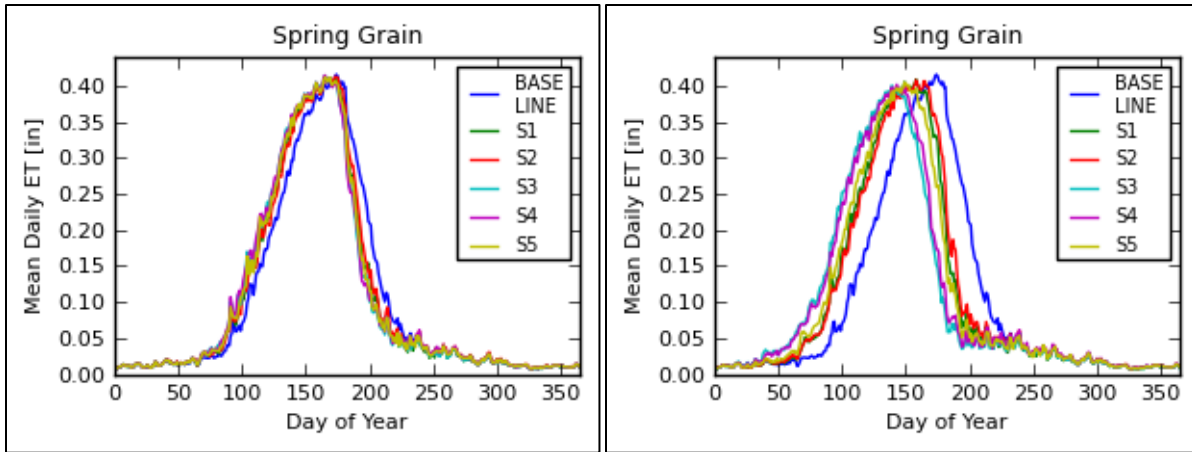 Spring Grain
Mean Daily ET [in]
0.40
0.35
0.30
0.25
0.20
0.15
0.10
0.05
0.00
0 50 100 150 200 250 300 350
Day of Year
BASE
LINE
S1
S2
S3
S4
S5
Spring Grain
Mean Daily ET [in]
0.40
0.35
0.30
0.25
0.20
0.15
0.10
0.05
0.00
0 50 100 150 200 250 300 350
Day of Year
BASE
LINE
S1
S2
S3
S4
S5